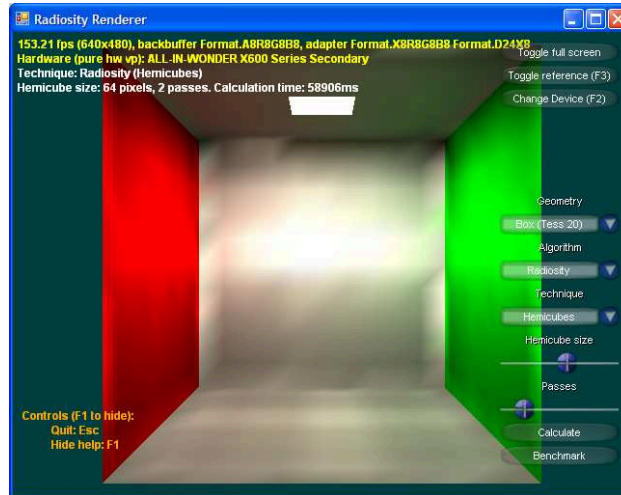 Radiosity Renderer
153.21 fps (640x480), backbuffer Format.A8R8G8B8, adapter Format.X8R8G8B8 Format.D24X8
Hardware (pure hw vp): ALL-IN-WONDER X600 Series Secondary
Technique: Radiosity (Hemicubes)
Hemicube size: 64 pixels, 2 passes. Calculation time: 58906ms
Toggle full screen
Toggle reference (F3)
Change Device (F2)
Geometry
Box (Tess 20)
Algorithm
Radiosity
Technique
Hemicubes
Hemicube size
Passes
Calculate
Benchmark
Controls (F1 to hide):
Quit: Esc
Hide help: F1